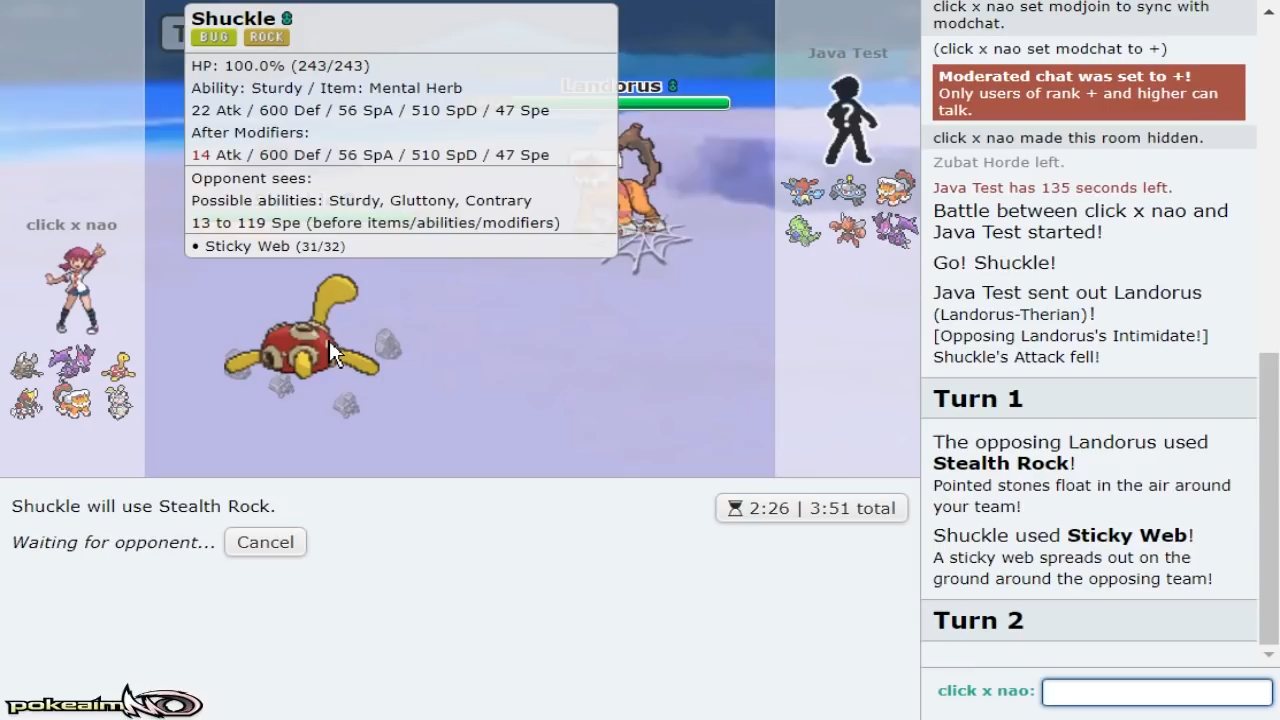 Shuckle
BUG ROCK
HP: 100.0% (243/243)
Ability: Sturdy / Item: Mental Herb
22 Atk / 600 Def / 56 SpA / 510 SpD / 47 Spe
After Modifiers:
14 Atk / 600 Def / 56 SpA / 510 SpD / 47 Spe
Opponent sees:
Possible abilities: Sturdy, Gluttony, Contrary
13 to 119 Spe (before items/abilities/modifiers)
• Sticky Web (31/32)
Landorus
click x nao
Java Test
Shuckle will use Stealth Rock.
Waiting for opponent... Cancel
2:26 | 3:51 total
pokeaimNO
click x nao set modjoin to sync with
modchat.
(click x nao set modchat to +)
Moderated chat was set to +!
Only users of rank + and higher can
talk.
click x nao made this room hidden.
Zubat Horde left.
Java Test has 135 seconds left.
Battle between click x nao and
Java Test started!
Go! Shuckle!
Java Test sent out Landorus
(Landorus-Therian)!
[Opposing Landorus's Intimidate!]
Shuckle's Attack fell!
Turn 1
The opposing Landorus used
Stealth Rock!
Pointed stones float in the air around
your team!
Shuckle used Sticky Web!
A sticky web spreads out on the
ground around the opposing team!
Turn 2
click x nao: